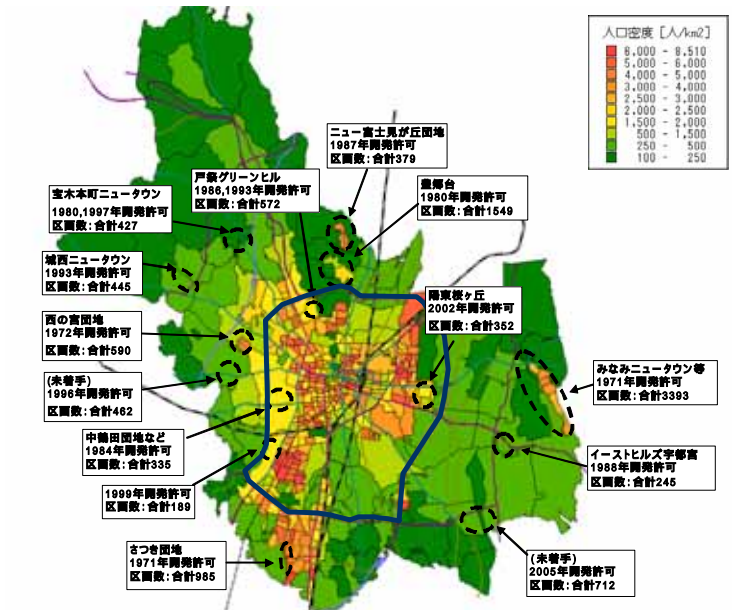 人口密度 [人/km2]
6,000 - 8,510
5,000 - 6,000
4,000 - 5,000
3,000 - 4,000
2,500 - 3,000
2,000 - 2,500
1,500 - 2,000
500 - 1,500
250 - 500
100 - 250
ニュー富士見が丘団地
1987年開発許可
区画数:合計379
戸祭グリーンヒル
1986,1993年開発許可
区画数:合計572
豊郷台
1980年開発許可
区画数:合計1549
宝木本町ニュータウン
1980,1997年開発許可
区画数:合計427
城西ニュータウン
1993年開発許可
区画数:合計445
陽東桜ヶ丘
2002年開発許可
区画数:合計352
西の宮団地
1972年開発許可
区画数:合計590
みなみニュータウン等
1971年開発許可
区画数:合計3393
(未着手)
1996年開発許可
区画数:合計462
中鶴田団地など
1984年開発許可
区画数:合計335
イーストヒルズ宇都宮
1988年開発許可
区画数:合計245
1999年開発許可
区画数:合計189
さつき団地
1971年開発許可
区画数:合計985
(未着手)
2005年開発許可
区画数:合計712